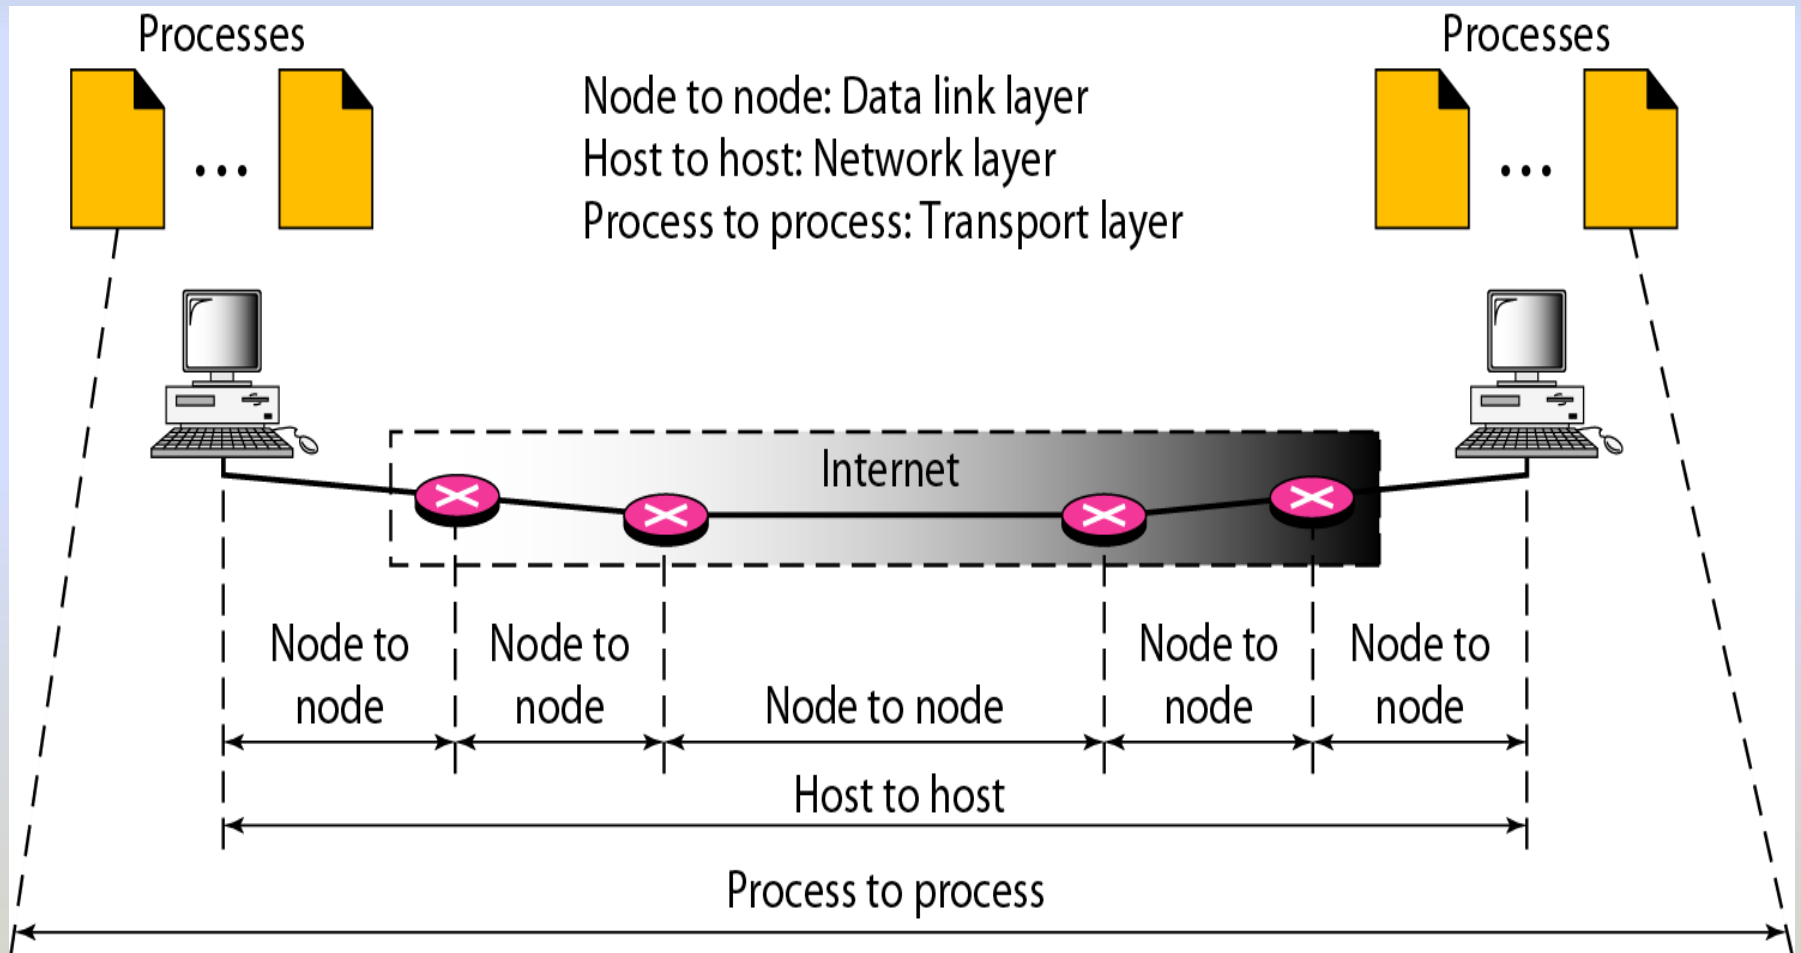 Processes
Processes
Node to node: Data link layer
Host to host: Network layer
Process to process: Transport layer
...
...
Internet
Node to
node
Node to
node
Node to node
Node to
node
Node to
node
Host to host
Process to process